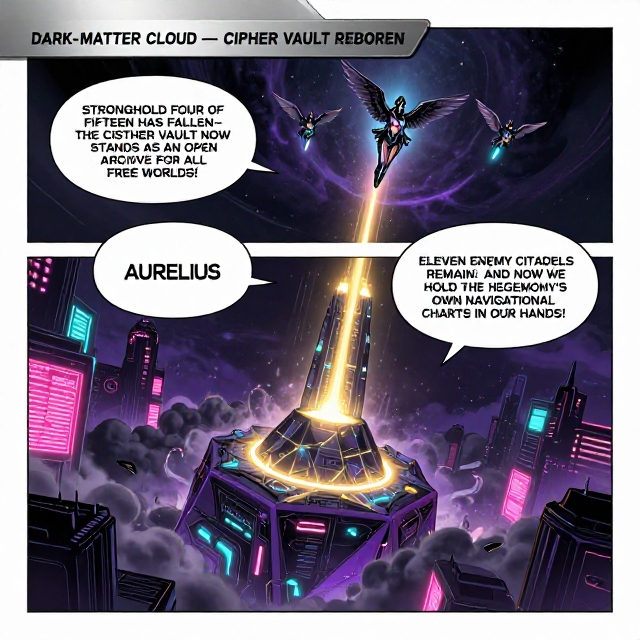 DARK-MATTER CLOUD — CIPHER VAULT REBOREN
STRONGHOLD FOUR OF
FIFTEEN HAS FALLEN–
THE CISTHER VAULT NOW
STANDS AS AN OPEN
ARCIVVE FOR ALL
FREE WORLDS!
AURELIUS
ELEVEN ENEMY CITADELS
REMAIN: AND NOW WE
HOLD THE HEGEMONY'S
OWN NAVIGATIONAL
CHARTS IN OUR HANDS!